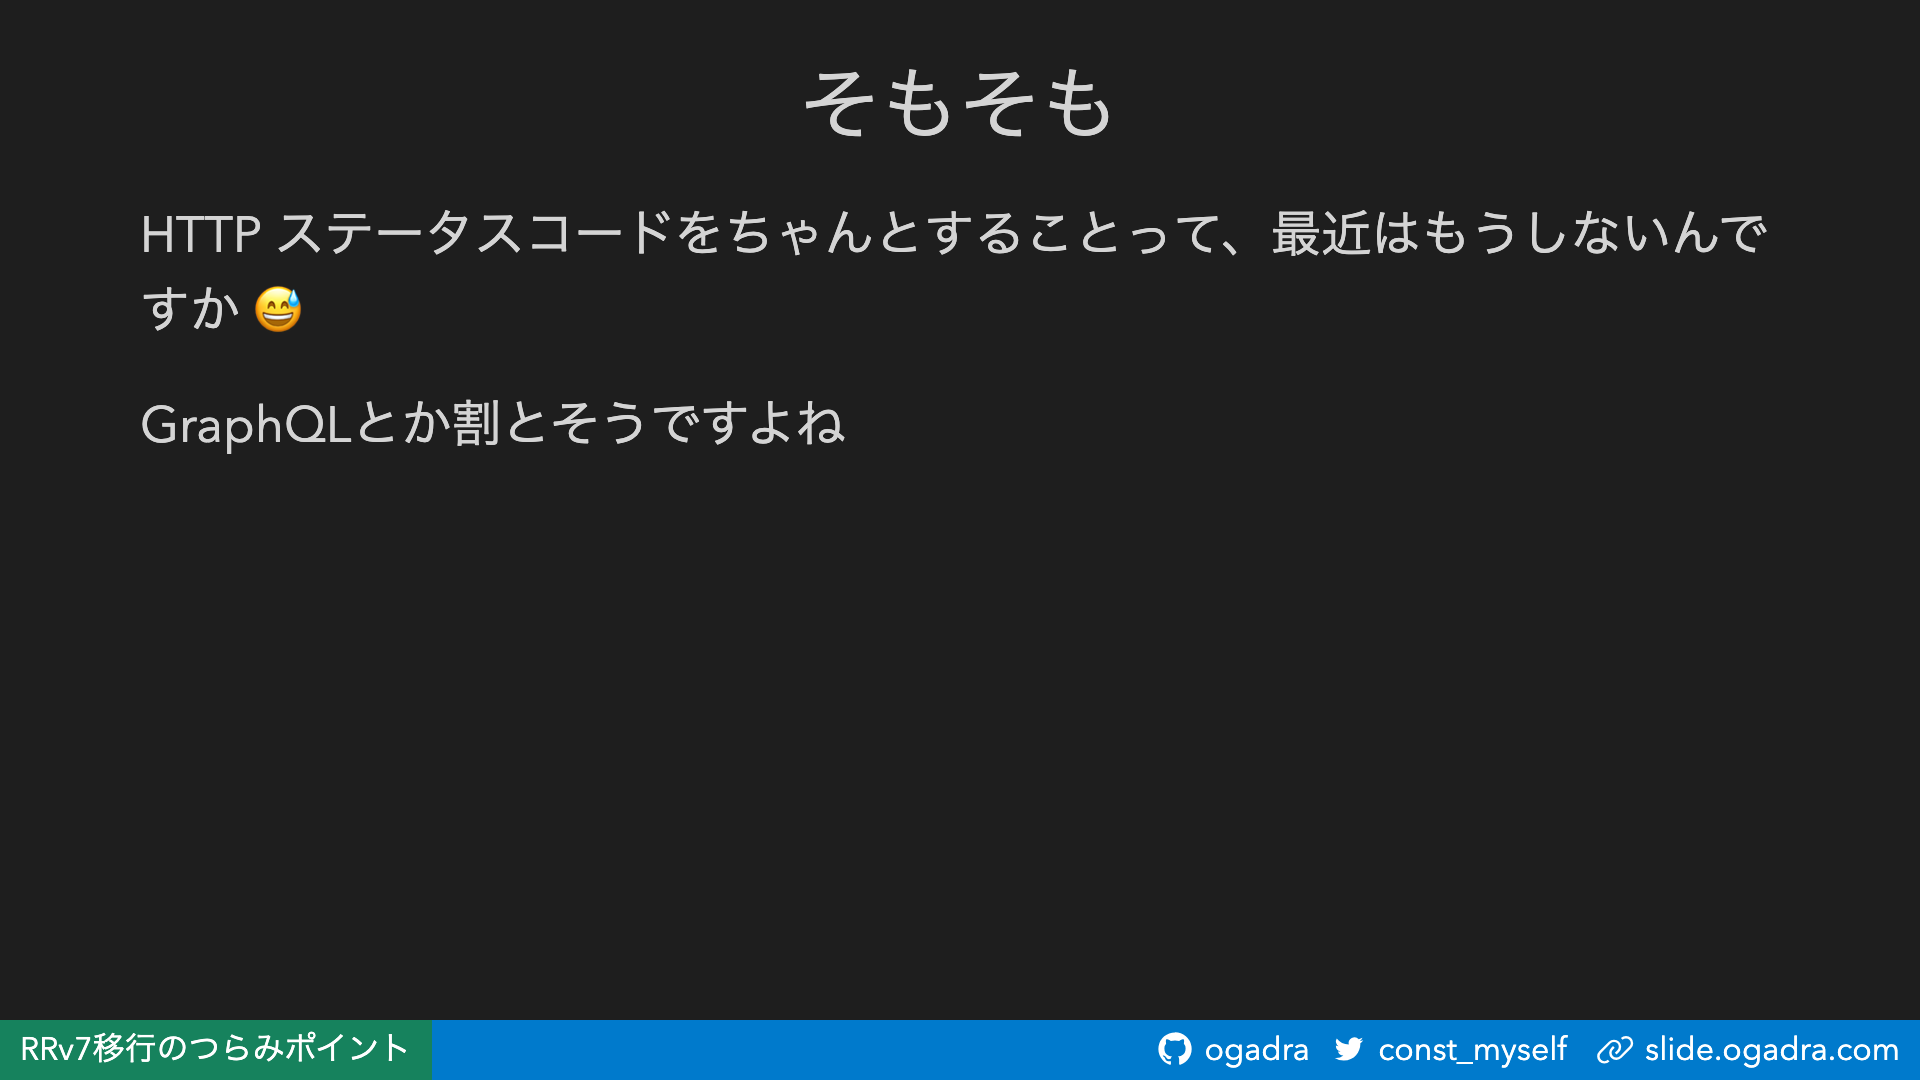 そもそも
HTTP ステータスコードをちゃんとすることって、最近はもうしないんで
すか 😅
GraphQLとか割とそうですよね
RRv7移行のつらみポイント
ogadra
const_myself
slide.ogadra.com